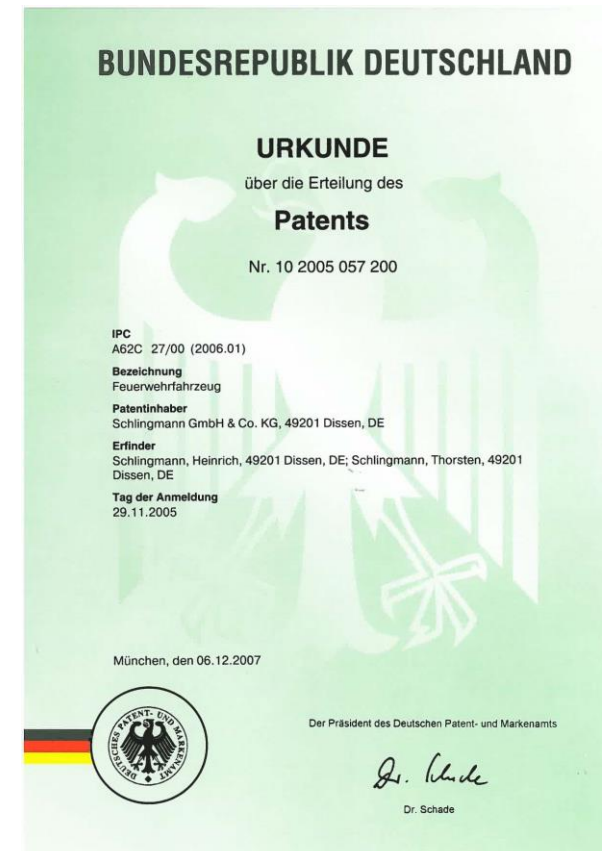 BUNDESREPUBLIK DEUTSCHLAND
URKUNDE
über die Erteilung des
Patents
Nr. 10 2005 057 200
IPC
A62C 27/00 (2006.01)
Bezeichnung
Feuerwehrfahrzeug
Patentinhaber
Schlingmann GmbH & Co. KG, 49201 Dissen, DE
Erfinder
Schlingmann, Heinrich, 49201 Dissen, DE; Schlingmann, Thorsten, 49201
Dissen, DE
Tag der Anmeldung
29.11.2005
München, den 06.12.2007
DEUTSCHES PATENT- UND MARKENAMT
Der Präsident des Deutschen Patent- und Markenamts
Dr. Schade
Dr. Schade